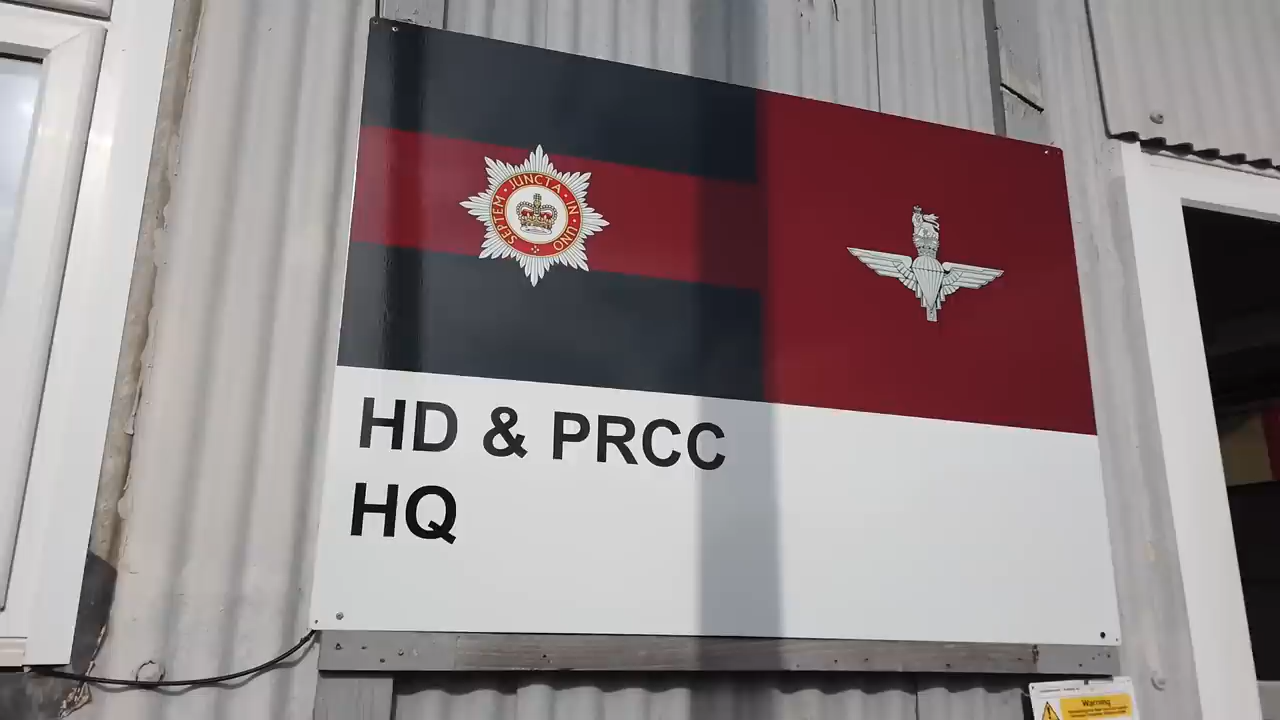 SEPTEM · JUNCTA · IN · UNO
HD & PRCC
HQ
Warning